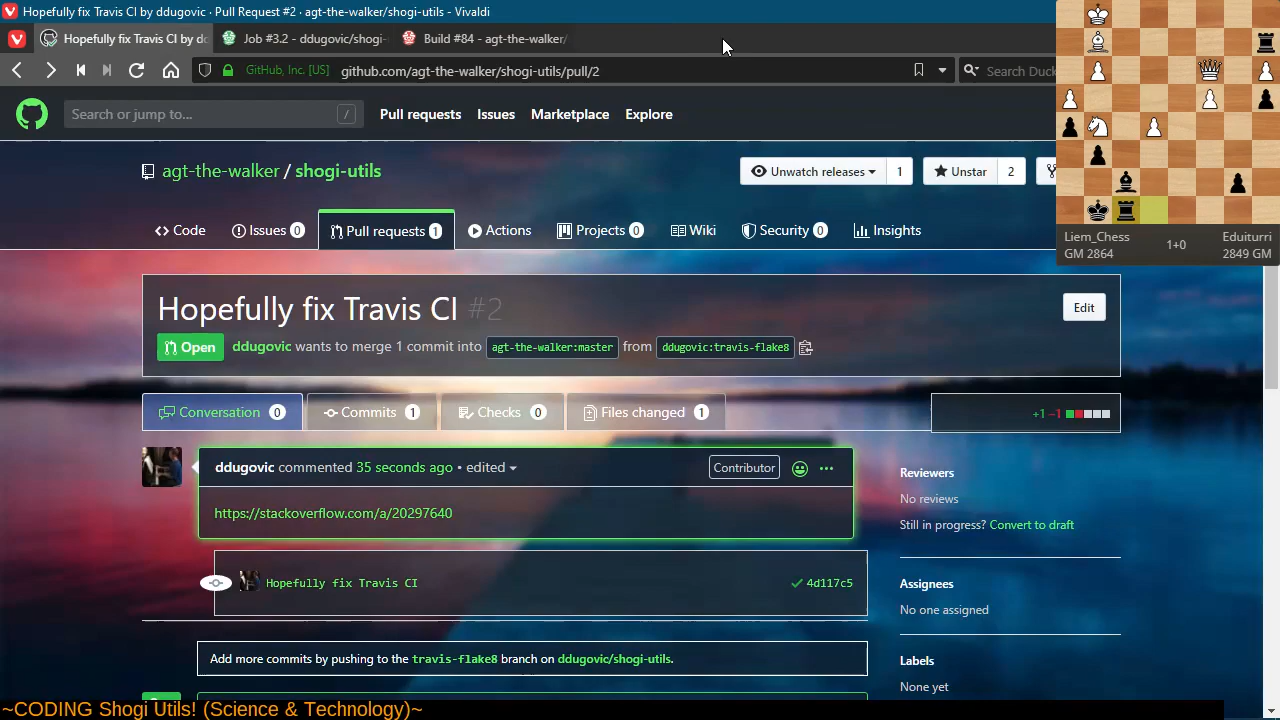 Hopefully fix Travis CI by ddugovic · Pull Request #2 · agt-the-walker/shogi-utils - Vivaldi
Hopefully fix Travis CI by dd
Job #3.2 - ddugovic/shogi-
Build #84 - agt-the-walker/
GitHub, Inc. [US]
github.com/agt-the-walker/shogi-utils/pull/2
Search Duc
Search or jump to...
/
Pull requests
Issues
Marketplace
Explore
agt-the-walker / shogi-utils
Unwatch releases
1
Unstar
2
Liem_Chess
GM 2864
1+0
Eduiturri
2849 GM
Code
Issues 0
Pull requests 1
Actions
Projects 0
Wiki
Security 0
Insights
Hopefully fix Travis CI #2
Edit
Open
ddugovic wants to merge 1 commit into agt-the-walker:master from ddugovic:travis-flake8
Conversation 0
Commits 1
Checks 0
Files changed 1
+1 −1
ddugovic commented 35 seconds ago • edited
Contributor
https://stackoverflow.com/a/20297640
Hopefully fix Travis CI
4d117c5
Add more commits by pushing to the travis-flake8 branch on ddugovic/shogi-utils.
Reviewers
No reviews
Still in progress? Convert to draft
Assignees
No one assigned
Labels
None yet
~CODING Shogi Utils! (Science & Technology)~